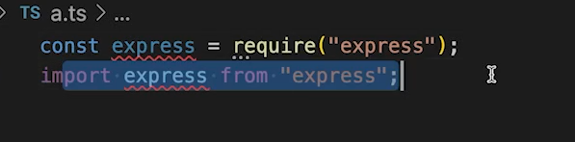 TS a.ts > ...
const express = require("express");
import express from "express";